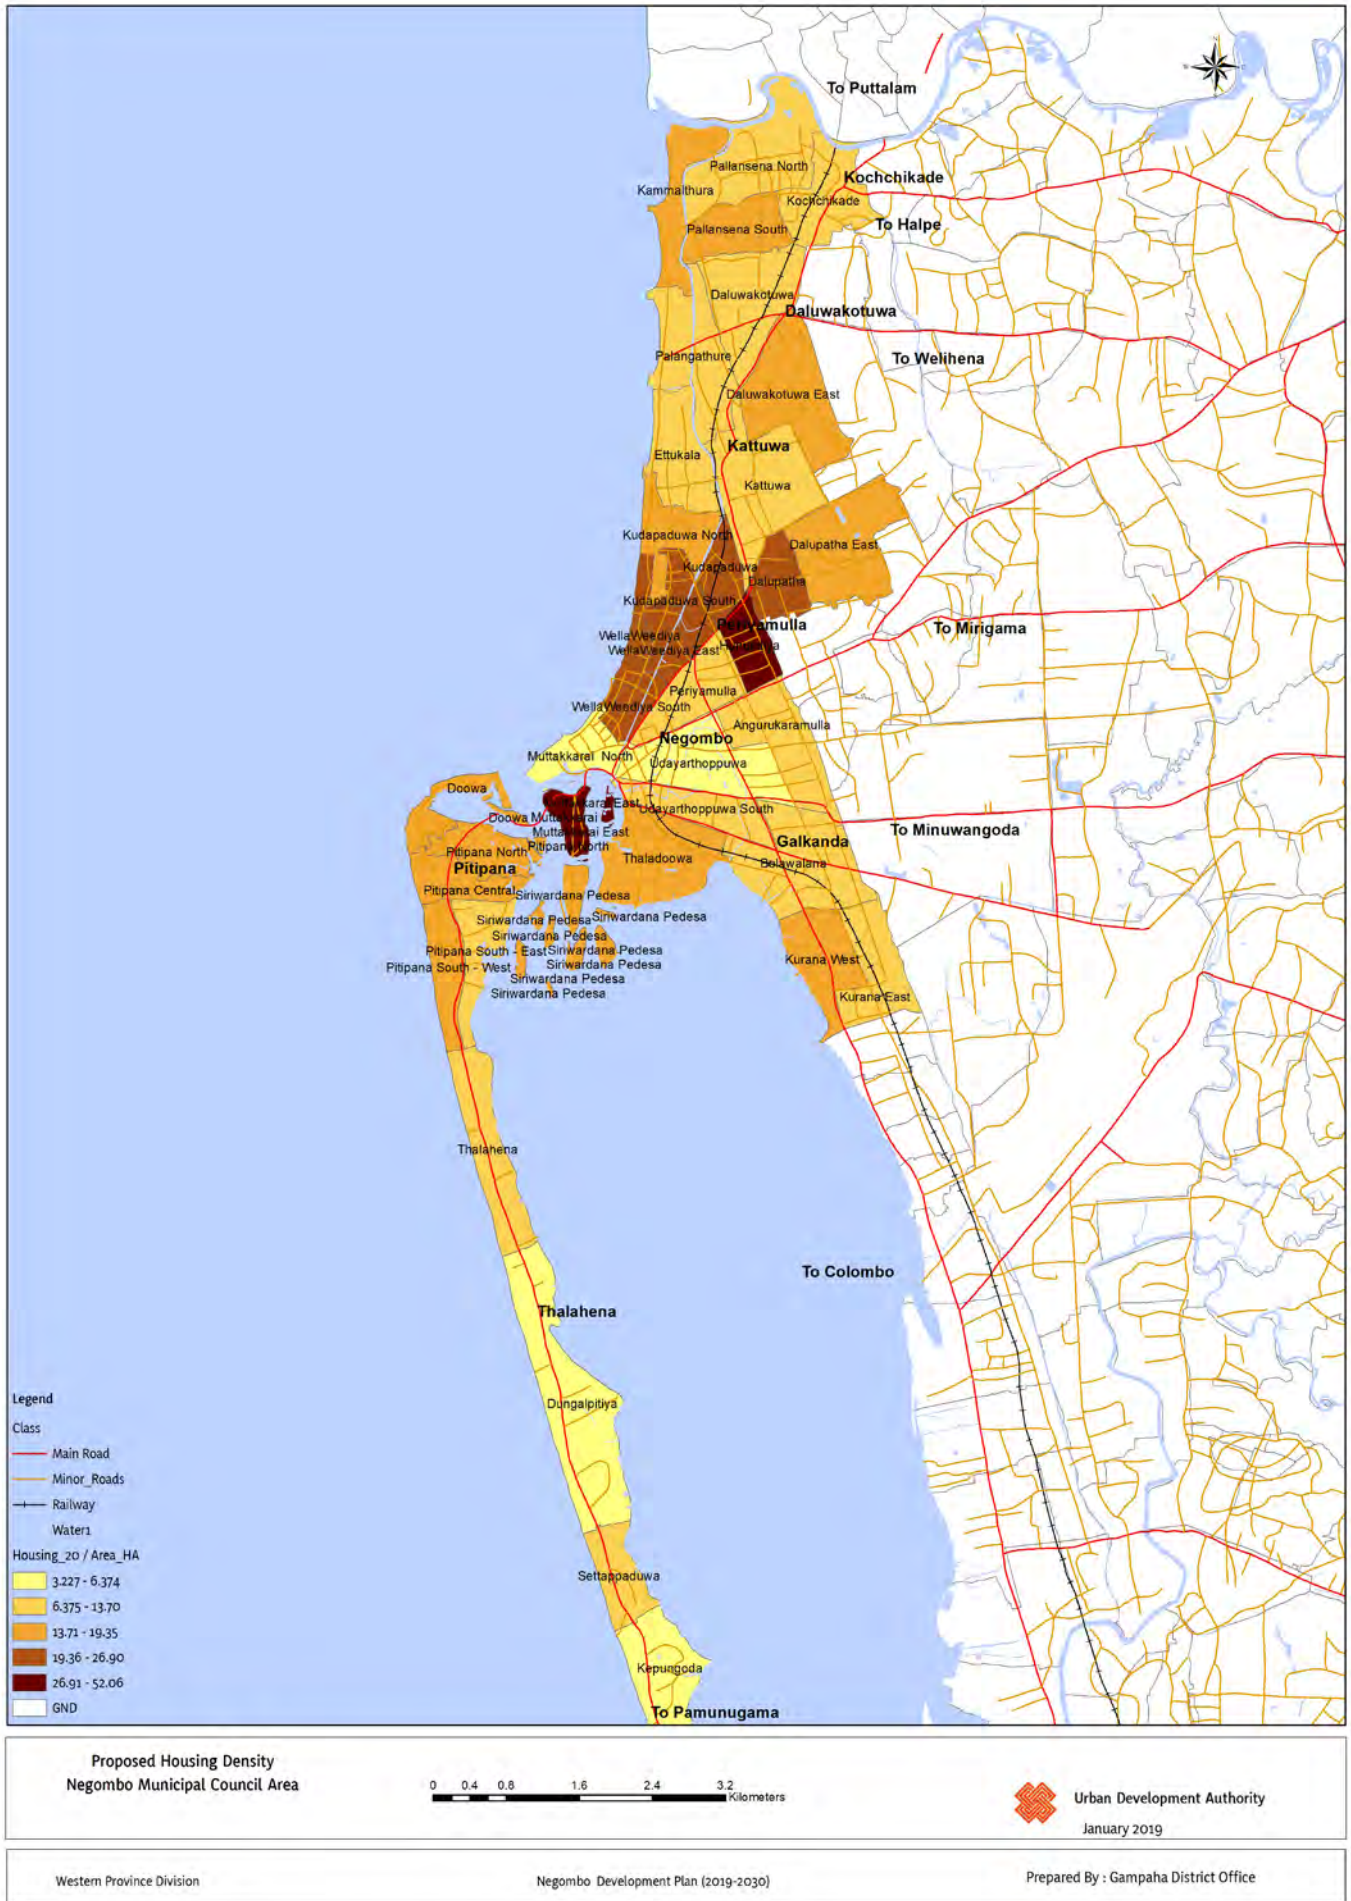 To Puttalam
Pallansena North
Kochchikade
Kammalthura
Kochchikade
To Halpe
Pallansena South
Daluwakotuwa
Daluwakotuwa
Palangathure
To Welihena
Daluwakotuwa East
Kattuwa
Ettukala
Kattuwa
Kudapaduwa North
Dalupatha East
Kudapaduwa
Dalupatha
Kudapaduwa South
Periyamulla
To Mirigama
WellaWeediya
WellaWeediya East
Periyamulla
WellaWeediya South
Angurukaramulla
Negombo
Muttakkarai North
Udayarthoppuwa
Doowa
Udayarthoppuwa South
Doowa Muttakkarai
To Minuwangoda
Muttakkarai East
Galkanda
Pitipana North
Pitipana North
Thaladoowa
Bolawalana
Pitipana
Pitipana Central
Siriwardana Pedesa
Siriwardana Pedesa
Siriwardana Pedesa
Siriwardana Pedesa
Pitipana South - East
Siriwardana Pedesa
Kurana West
Pitipana South - West
Siriwardana Pedesa
Siriwardana Pedesa
Siriwardana Pedesa
Kurana East
Thalahena
To Colombo
Thalahena
Dungalpitiya
Settappaduwa
Kepungoda
To Pamunugama
Legend
Class
Main Road
Minor_Roads
Railway
Water1
Housing_20 / Area_HA
3.227 - 6.374
6.375 - 13.70
13.71 - 19.35
19.36 - 26.90
26.91 - 52.06
GND
Proposed Housing Density
Negombo Municipal Council Area
0 0.4 0.8 1.6 2.4 3.2
Kilometers
Urban Development Authority
January 2019
Western Province Division
Negombo Development Plan (2019-2030)
Prepared By : Gampaha District Office